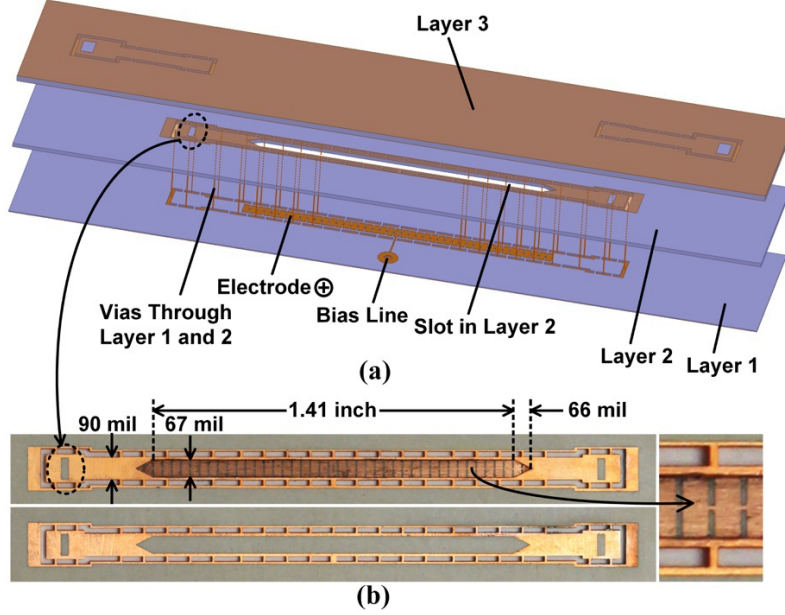 Layer 3
Electrode⊕
Bias Line
Slot in Layer 2
Vias Through
Layer 1 and 2
Layer 2
Layer 1
(a)
1.41 inch
90 mil
67 mil
66 mil
(b)